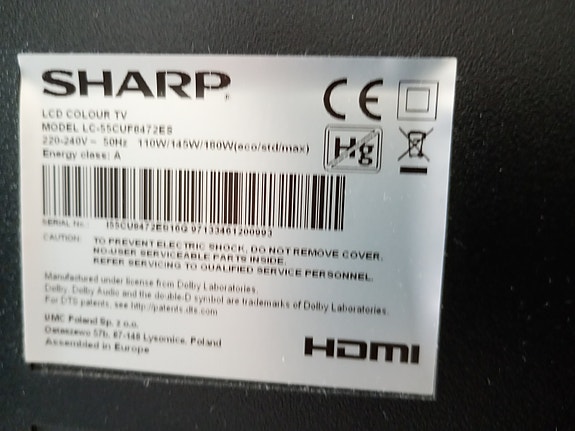 SHARP
CE
LCD COLOUR TV
MODEL LC-55CUF8472ES
220-240V ~ 50Hz 110W/145W/180W(eco/std/max)
Energy class: A
Hg
SERIAL No.:
CAUTION: TO PREVENT ELECTRIC SHOCK, DO NOT REMOVE COVER.
NO-USER SERVICEABLE PARTS INSIDE.
REFER SERVICING TO QUALIFIED SERVICE PERSONNEL.
Manufactured under license from Dolby Laboratories.
Dolby, Dolby Audio and the double-D symbol are trademarks of Dolby Laboratories.
For DTS patents, see http://patents.dts.com
UMC Poland Sp. z o.o.
Ostaszewo 57b, 87-148 Lysomice, Poland
Assembled in Europe
HDMI